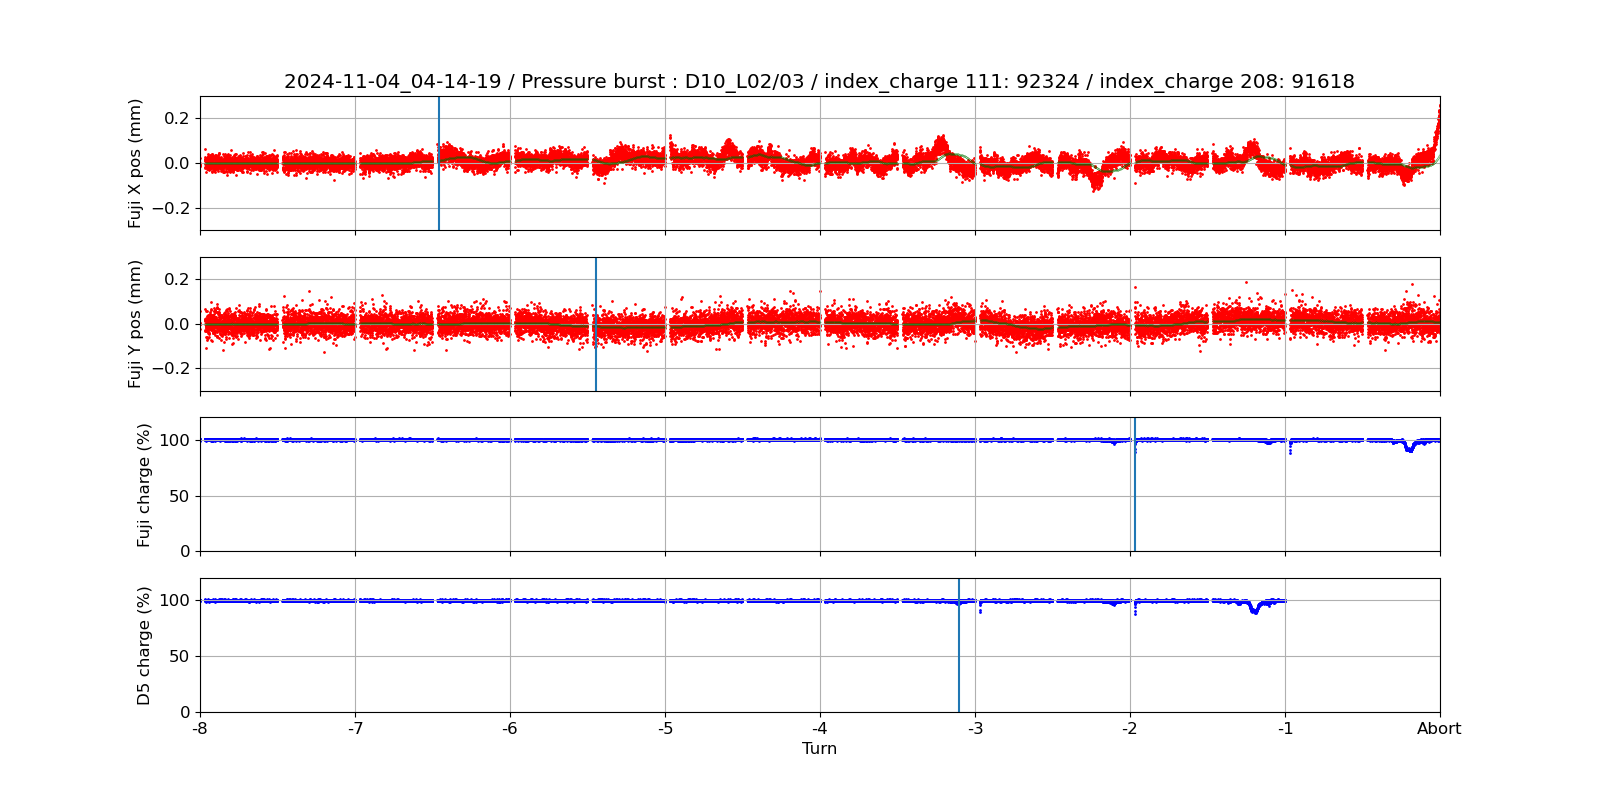 2024-11-04_04-14-19 / Pressure burst : D10_L02/03 / index_charge 111: 92324 / index_charge 208: 91618
Fuji X pos (mm)
0.2
0.0
−0.2
Fuji Y pos (mm)
0.2
0.0
−0.2
Fuji charge (%)
100
50
0
D5 charge (%)
100
50
0
-8 -7 -6 -5 -4 -3 -2 -1 Abort
Turn